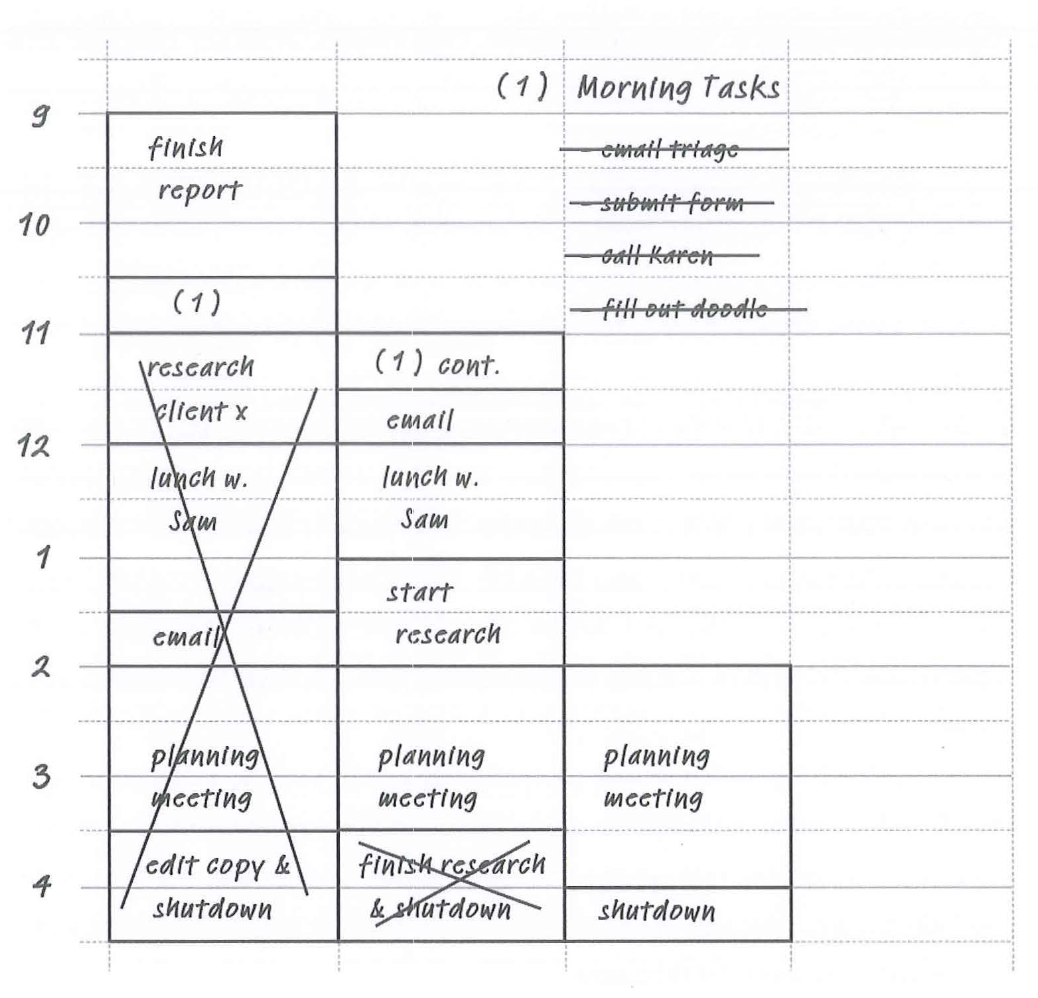 (1) Morning Tasks
9
finish
report
- email triage
- submit form
10
- call Karen
(1)
- fill out doodle
11
research
client x
(1) cont.
email
12
lunch w.
Sam
lunch w.
Sam
1
start
research
email
2
planning
meeting
planning
meeting
planning
meeting
3
edit copy &
shutdown
finish research
& shutdown
shutdown
4